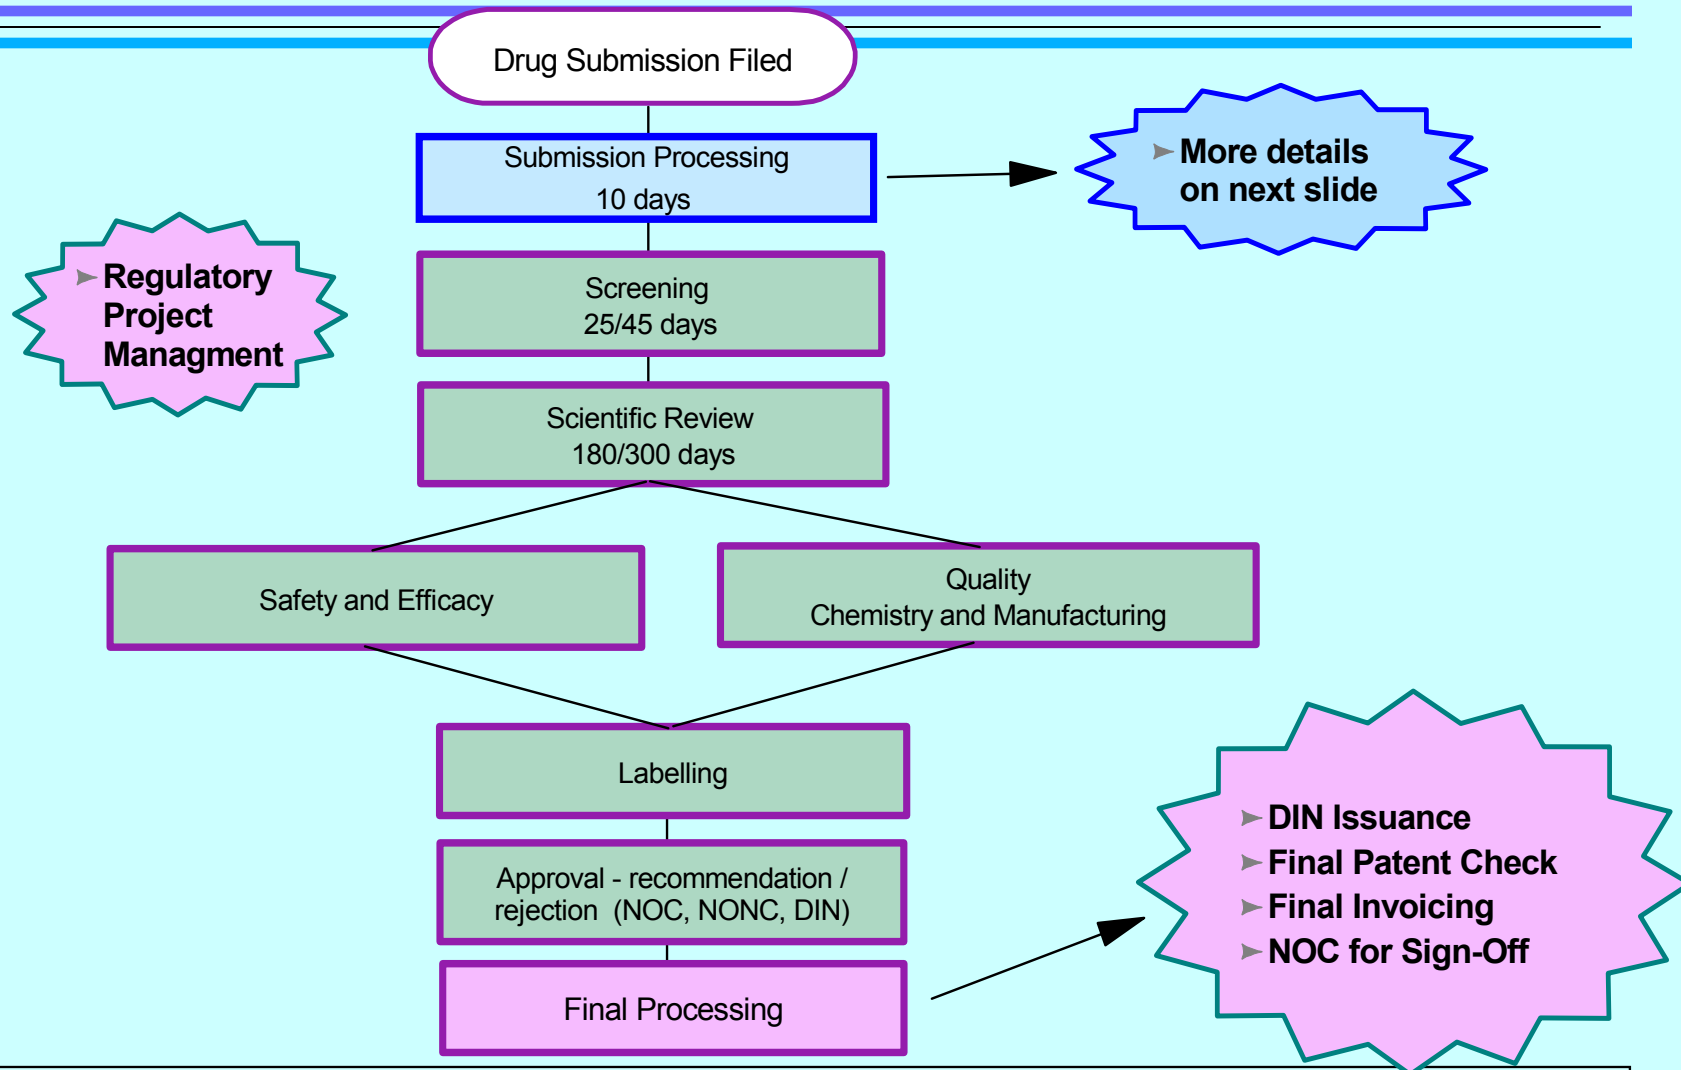 Drug Submission Filed
Submission Processing
10 days
➢ More details
on next slide
➢ Regulatory
Project
Managment
Screening
25/45 days
Scientific Review
180/300 days
Safety and Efficacy
Quality
Chemistry and Manufacturing
Labelling
Approval - recommendation /
rejection (NOC, NONC, DIN)
Final Processing
➢ DIN Issuance
➢ Final Patent Check
➢ Final Invoicing
➢ NOC for Sign-Off